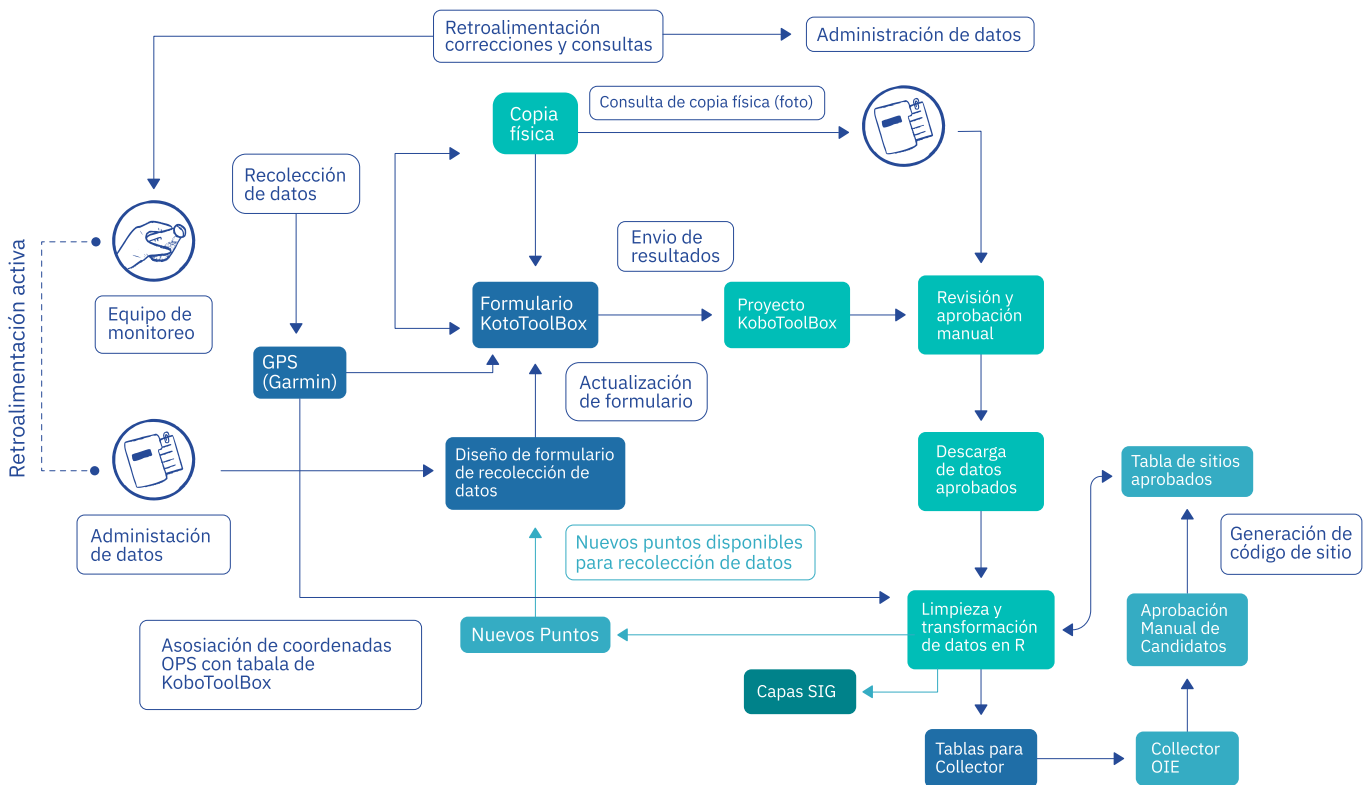 Retroalimentación
correcciones y consultas
Administración de datos
Copia
física
Consulta de copia física (foto)
Recolección
de datos
Retroalimentación activa
Equipo de
monitoreo
Envio de
resultados
Formulario
KotoToolBox
Proyecto
KoboToolBox
Revisión y
aprobación
manual
GPS
(Garmin)
Actualización
de formulario
Diseño de formulario
de recolección de
datos
Descarga
de datos
aprobados
Tabla de sitios
aprobados
Administación
de datos
Nuevos puntos disponibles
para recolección de datos
Generación de
código de sitio
Limpieza y
transformación
de datos en R
Aprobación
Manual de
Candidatos
Nuevos Puntos
Asosiación de coordenadas
OPS con tabala de
KoboToolBox
Capas SIG
Tablas para
Collector
Collector
OIE